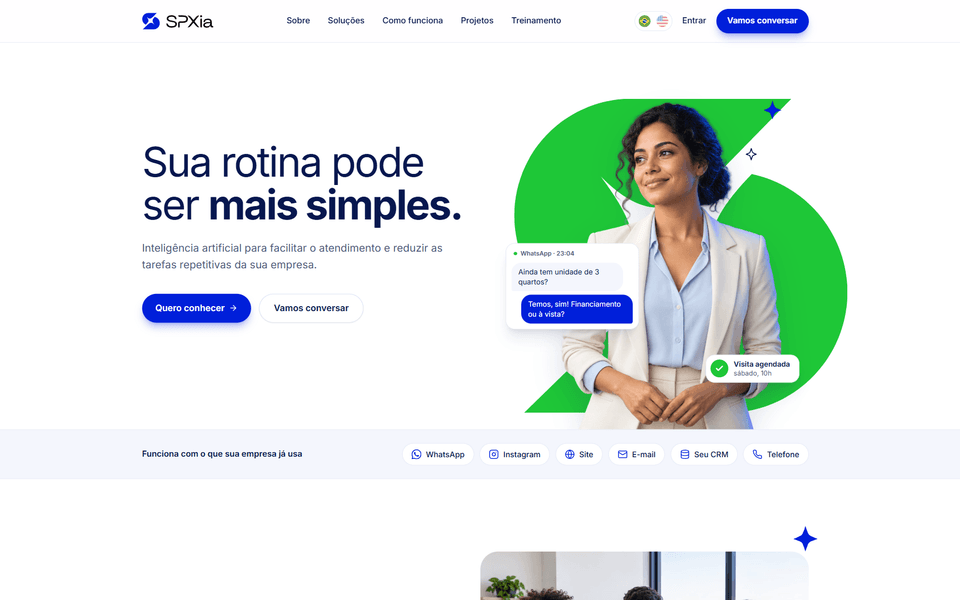 SPXia
Sobre
Soluções
Como funciona
Projetos
Treinamento
Entrar
Vamos conversar
Sua rotina pode
ser mais simples.
Inteligência artificial para facilitar o atendimento e reduzir as
tarefas repetitivas da sua empresa.
Quero conhecer →
Vamos conversar
WhatsApp · 23:04
Ainda tem unidade de 3
quartos?
Temos, sim! Financiamento
ou à vista?
Visita agendada
sábado, 10h
Funciona com o que sua empresa já usa
WhatsApp
Instagram
Site
E-mail
Seu CRM
Telefone